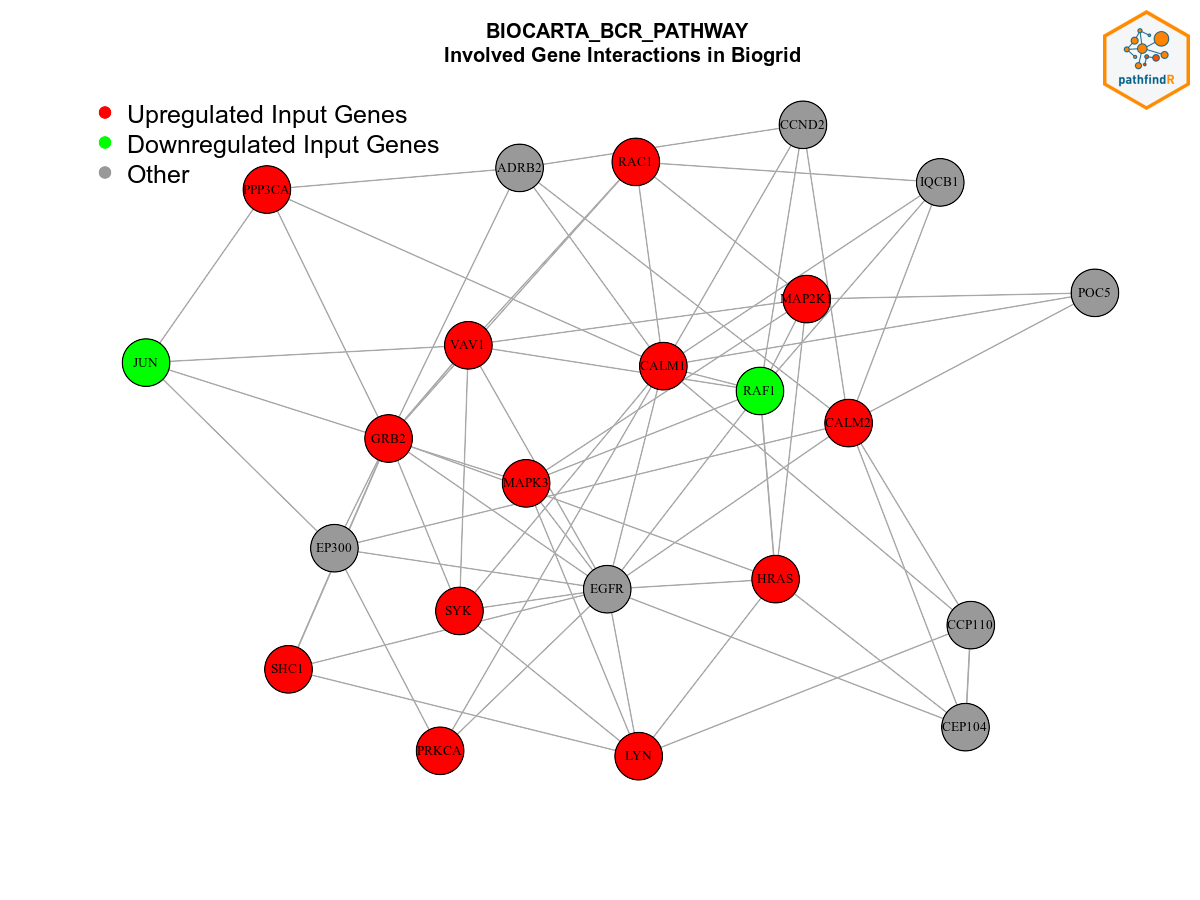 BIOCARTA_BCR_PATHWAY
Involved Gene Interactions in Biogrid
pathfindR
Upregulated Input Genes
Downregulated Input Genes
Other
CCND2
RAC1
ADRB2
IQCB1
PPP3CA
POC5
MAP2K1
VAV1
JUN
CALM1
RAF1
CALM2
GRB2
MAPK3
EP300
HRAS
EGFR
SYK
CCP110
SHC1
CEP104
PRKCA
LYN